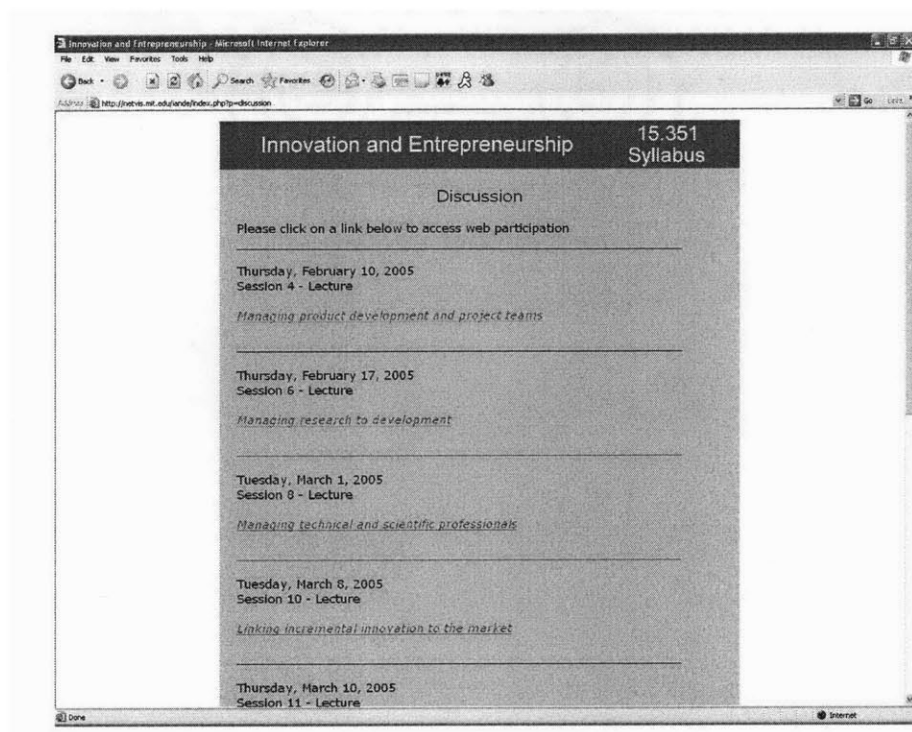 Innovation and Entrepreneurship - Microsoft Internet Explorer
File Edit View Favorites Tools Help
Back Search Favorites
Address http://netvis.mit.edu/iande/index.php?p=discussion Go
Innovation and Entrepreneurship
15.351
Syllabus
Discussion
Please click on a link below to access web participation
Thursday, February 10, 2005
Session 4 - Lecture
Managing product development and project teams
Thursday, February 17, 2005
Session 6 - Lecture
Managing research to development
Tuesday, March 1, 2005
Session 8 - Lecture
Managing technical and scientific professionals
Tuesday, March 8, 2005
Session 10 - Lecture
Linking incremental innovation to the market
Thursday, March 10, 2005
Session 11 - Lecture
Done Internet